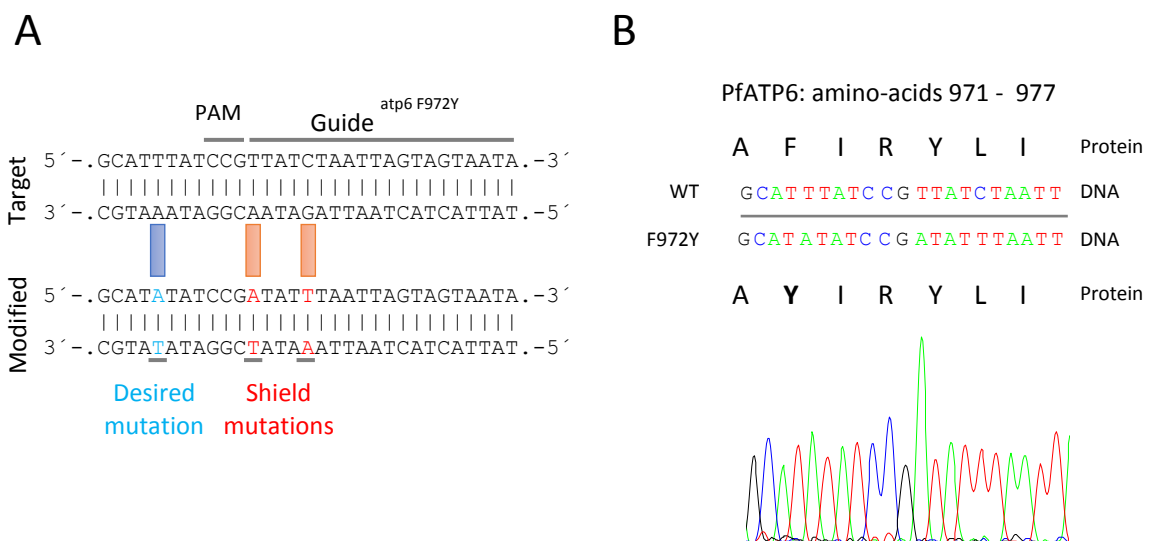 A
PAM
Guide atp6 F972Y
Target
5´-.GCATTTATCCGTTATCTAATTAGTAGTAATA.-3´
3´-.CGTAAATAGGCAATAGATTAATCATCATTAT.-5´
Modified
5´-.GCATATATCCGATATTTAATTAGTAGTAATA.-3´
3´-.CGTATATAGGCTATAAATTAATCATCATTAT.-5´
Desired mutation
Shield mutations
B
PfATP6: amino-acids 971 - 977
A F I R Y L I Protein
WT GCATTTATCCGTTATCTAATT DNA
F972Y GCATATATCCGATATTTAATT DNA
A Y I R Y L I Protein